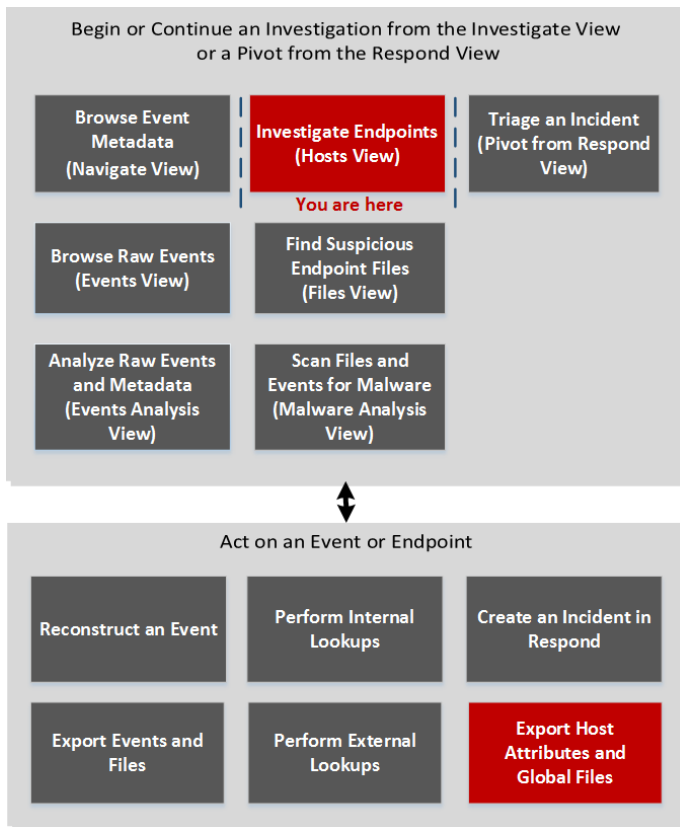 Begin or Continue an Investigation from the Investigate View
or a Pivot from the Respond View
Browse Event
Metadata
(Navigate View)
Investigate Endpoints
(Hosts View)
Triage an Incident
(Pivot from Respond
View)
You are here
Browse Raw Events
(Events View)
Find Suspicious
Endpoint Files
(Files View)
Analyze Raw Events
and Metadata
(Events Analysis
View)
Scan Files and
Events for Malware
(Malware Analysis
View)
Act on an Event or Endpoint
Reconstruct an Event
Perform Internal
Lookups
Create an Incident in
Respond
Export Events and
Files
Perform External
Lookups
Export Host
Attributes and
Global Files